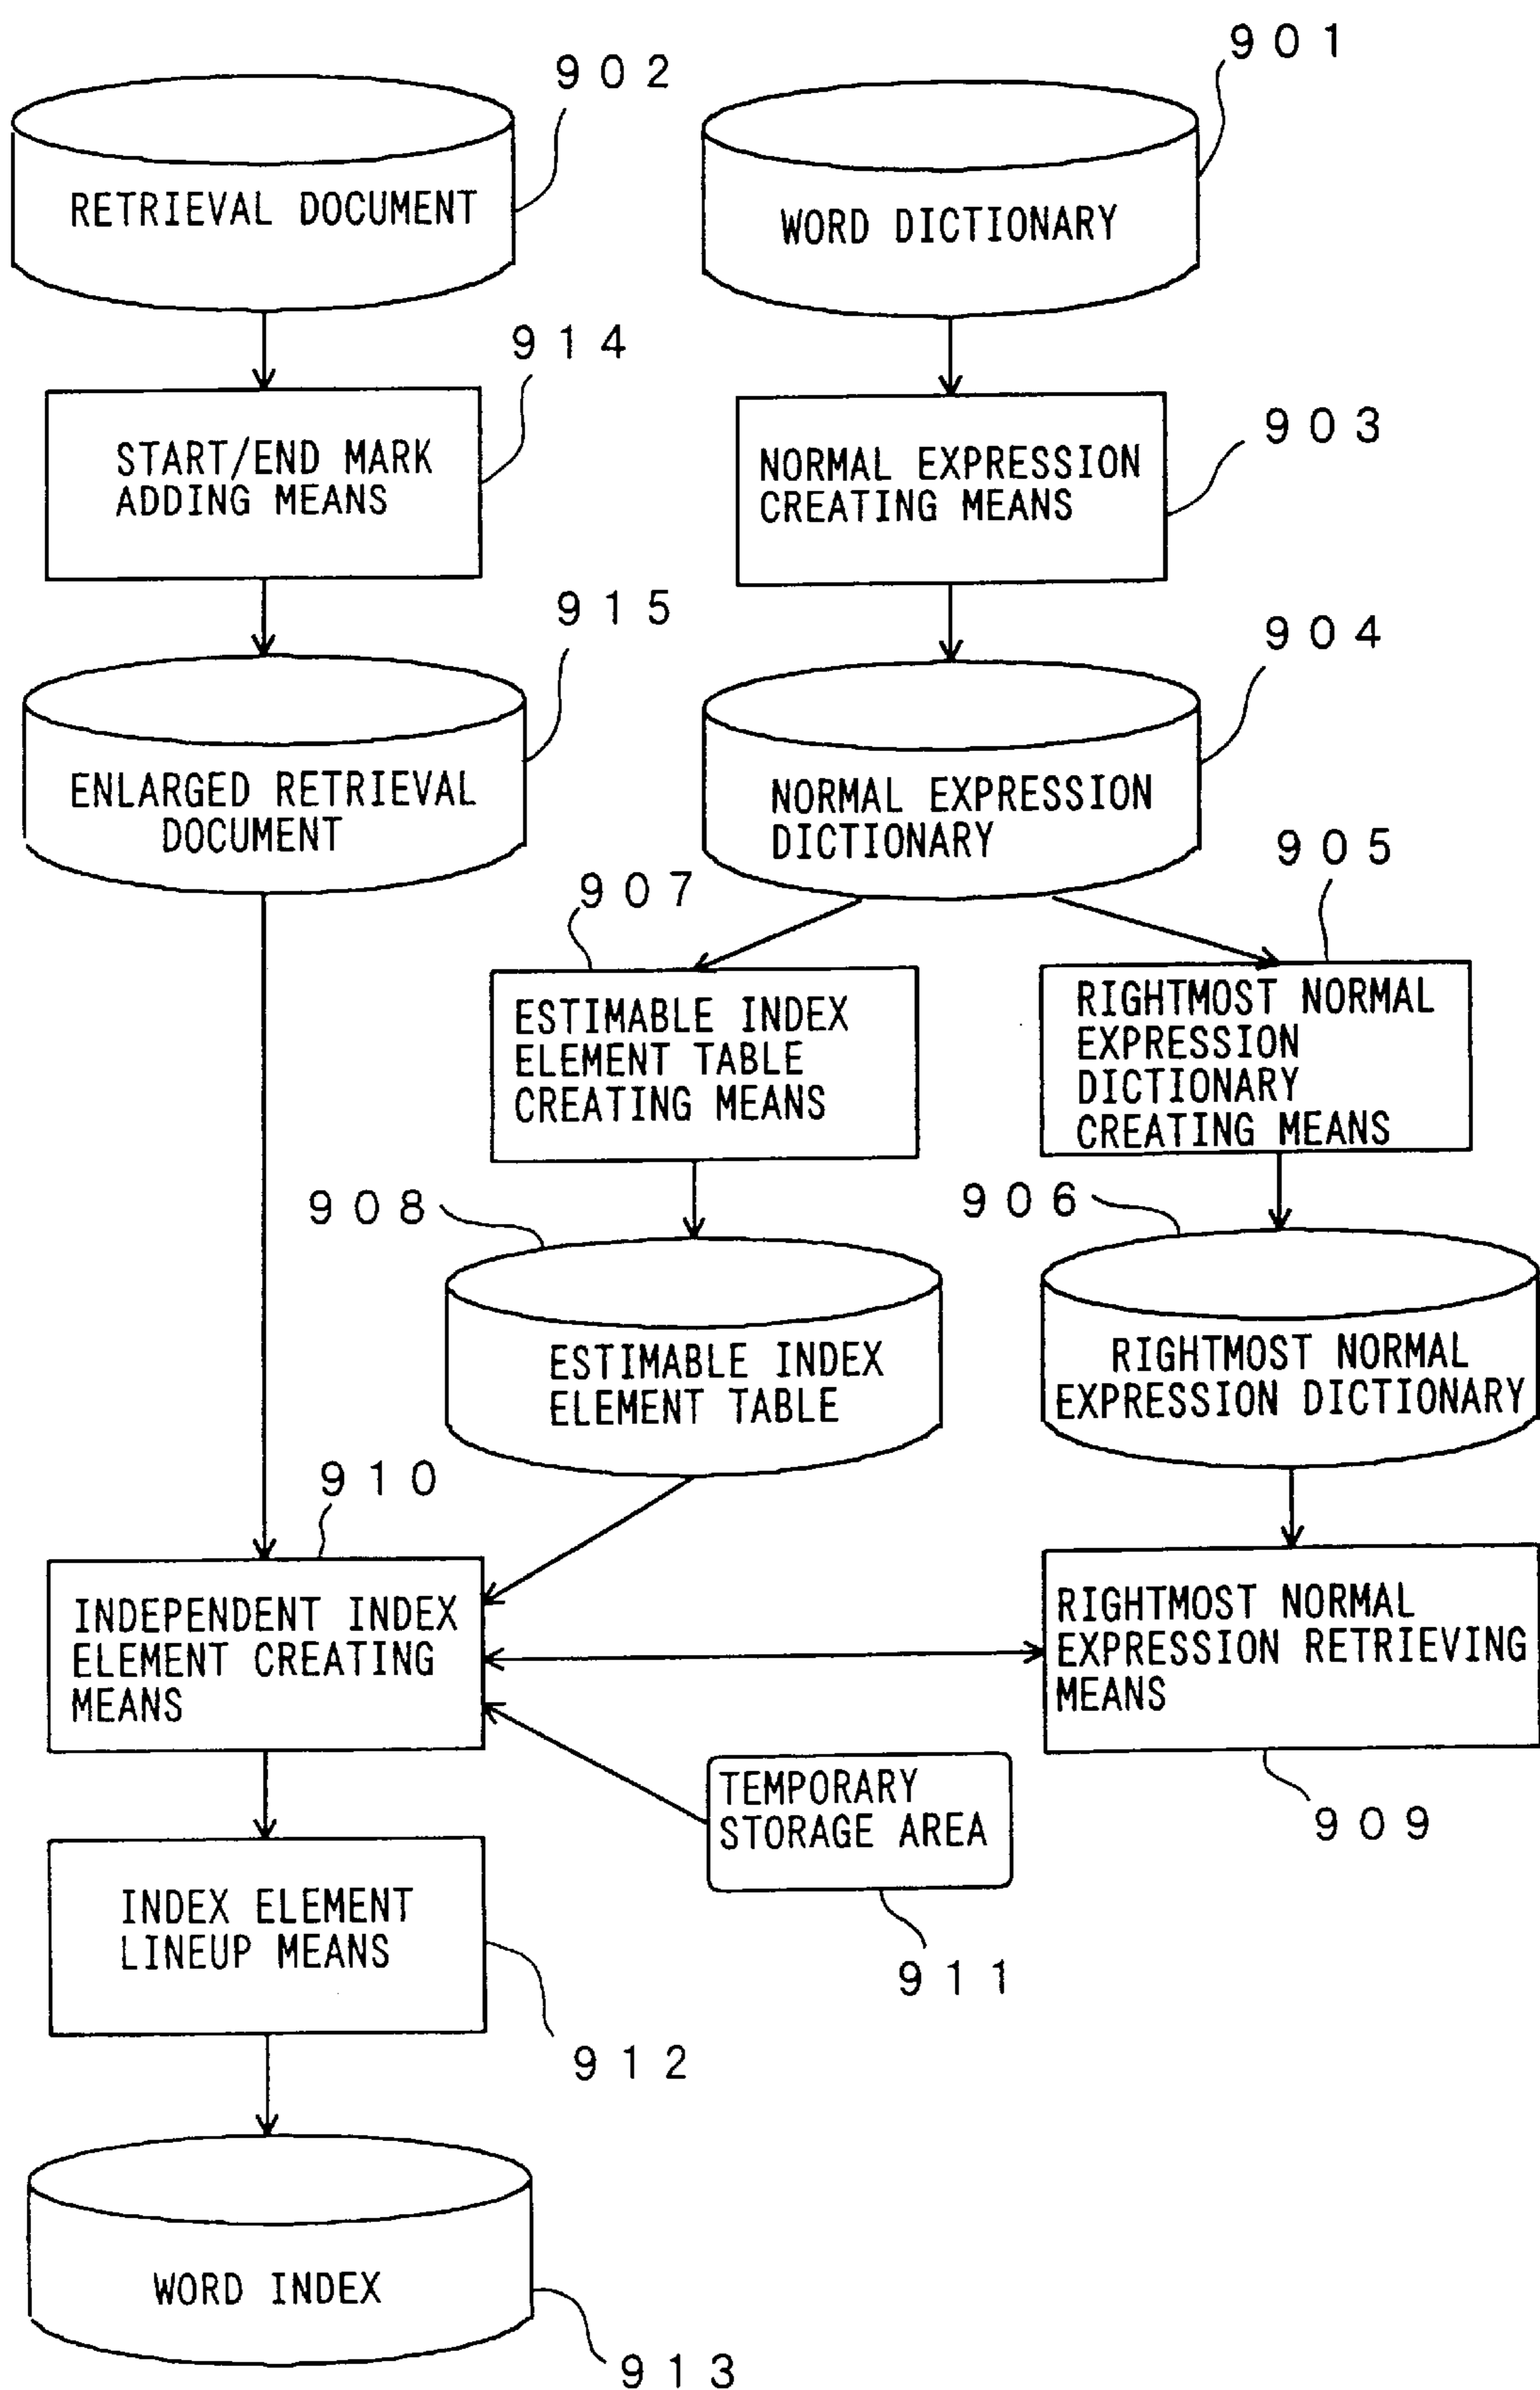 901
902
RETRIEVAL DOCUMENT
WORD DICTIONARY
914
903
START/END MARK
ADDING MEANS
NORMAL EXPRESSION
CREATING MEANS
915
904
ENLARGED RETRIEVAL
DOCUMENT
NORMAL EXPRESSION
DICTIONARY
905
907
ESTIMABLE INDEX
ELEMENT TABLE
CREATING MEANS
RIGHTMOST NORMAL
EXPRESSION
DICTIONARY
CREATING MEANS
908
906
ESTIMABLE INDEX
ELEMENT TABLE
RIGHTMOST NORMAL
EXPRESSION DICTIONARY
910
INDEPENDENT INDEX
ELEMENT CREATING
MEANS
RIGHTMOST NORMAL
EXPRESSION RETRIEVING
MEANS
TEMPORARY
STORAGE AREA
909
INDEX ELEMENT
LINEUP MEANS
911
912
WORD INDEX
913